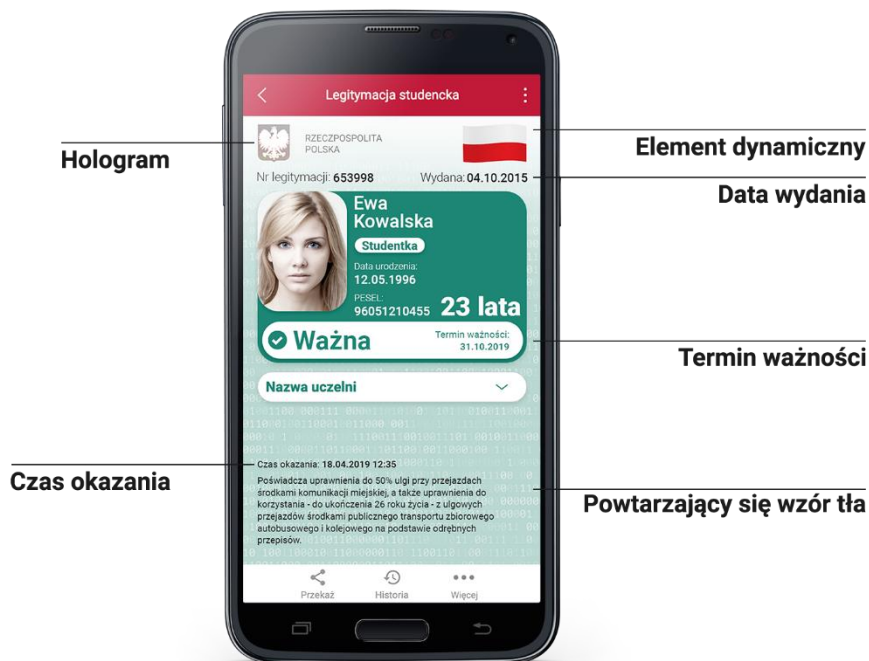 Legitymacja studencka
RZECZPOSPOLITA
POLSKA
Hologram
Element dynamiczny
Nr legitymacji: 653998
Wydana: 04.10.2015
Data wydania
Ewa
Kowalska
Studentka
Data urodzenia:
12.05.1996
PESEL:
96051210455
23 lata
Ważna
Termin ważności:
31.10.2019
Termin ważności
Nazwa uczelni
Czas okazania: 18.04.2019 12:35
Czas okazania
Poświadcza uprawnienia do 50% ulgi przy przejazdach
środkami komunikacji miejskiej, a także uprawnienia do
korzystania - do ukończenia 26 roku życia - z ulgowych
przejazdów środkami publicznego transportu zbiorowego
autobusowego i kolejowego na podstawie odrębnych
przepisów.
Powtarzający się wzór tła
Przekaż
Historia
Więcej